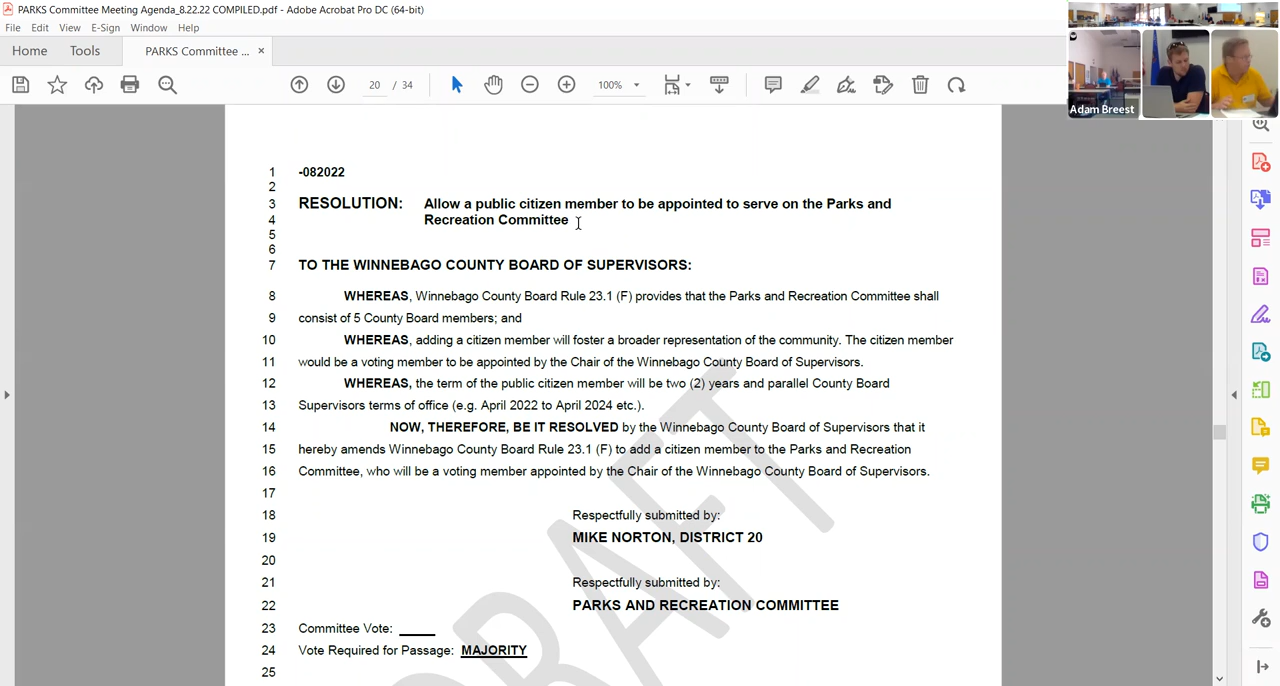 PARKS Committee Meeting Agenda_8.22.22 COMPILED.pdf - Adobe Acrobat Pro DC (64-bit)
File Edit View E-Sign Window Help
Home Tools PARKS Committee ... ×
20 / 34 100%
Adam Breest
1 -082022
2
3 RESOLUTION: Allow a public citizen member to be appointed to serve on the Parks and
4 Recreation Committee
5
6
7 TO THE WINNEBAGO COUNTY BOARD OF SUPERVISORS:
8 WHEREAS, Winnebago County Board Rule 23.1 (F) provides that the Parks and Recreation Committee shall
9 consist of 5 County Board members; and
10 WHEREAS, adding a citizen member will foster a broader representation of the community. The citizen member
11 would be a voting member to be appointed by the Chair of the Winnebago County Board of Supervisors.
12 WHEREAS, the term of the public citizen member will be two (2) years and parallel County Board
13 Supervisors terms of office (e.g. April 2022 to April 2024 etc.).
14 NOW, THEREFORE, BE IT RESOLVED by the Winnebago County Board of Supervisors that it
15 hereby amends Winnebago County Board Rule 23.1 (F) to add a citizen member to the Parks and Recreation
16 Committee, who will be a voting member appointed by the Chair of the Winnebago County Board of Supervisors.
17
18 Respectfully submitted by:
19 MIKE NORTON, DISTRICT 20
20
21 Respectfully submitted by:
22 PARKS AND RECREATION COMMITTEE
23 Committee Vote: _____
24 Vote Required for Passage: MAJORITY
25
DRAFT